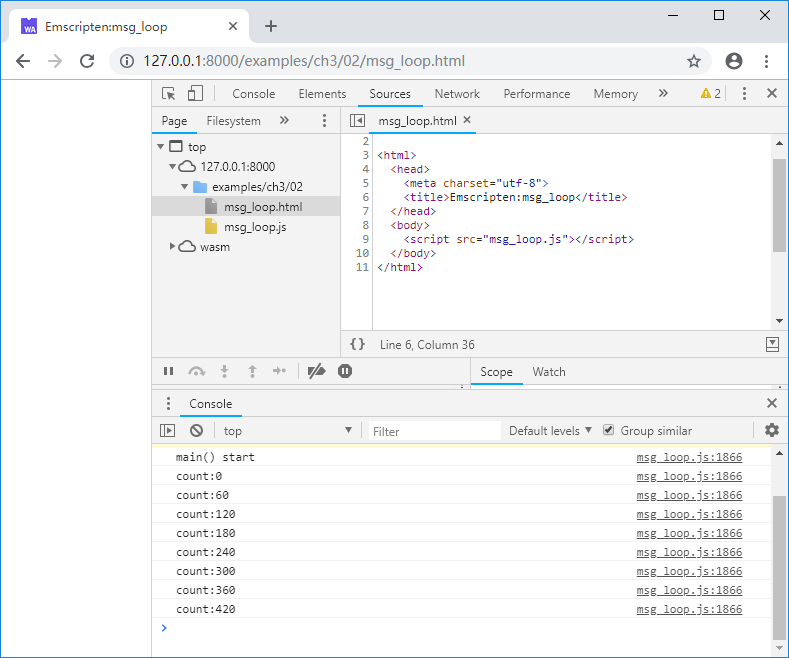 WA Emscripten:msg_loop
127.0.0.1:8000/examples/ch3/02/msg_loop.html
Console Elements Sources Network Performance Memory 2
Page Filesystem msg_loop.html
top
127.0.0.1:8000
examples/ch3/02
msg_loop.html
msg_loop.js
wasm
2
3 <html>
4 <head>
5 <meta charset="utf-8">
6 <title>Emscripten:msg_loop</title>
7 </head>
8 <body>
9 <script src="msg_loop.js"></script>
10 </body>
11 </html>
{} Line 6, Column 36
Scope Watch
Console
top Filter Default levels Group similar
main() start msg_loop.js:1866
count:0 msg_loop.js:1866
count:60 msg_loop.js:1866
count:120 msg_loop.js:1866
count:180 msg_loop.js:1866
count:240 msg_loop.js:1866
count:300 msg_loop.js:1866
count:360 msg_loop.js:1866
count:420 msg_loop.js:1866